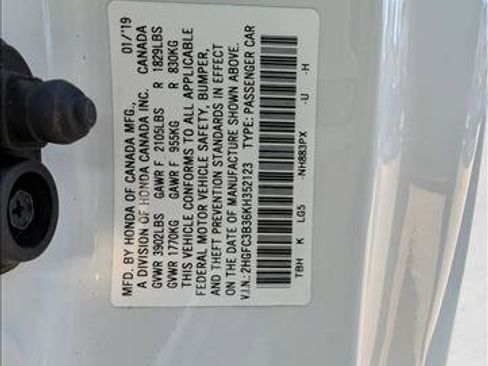 MFD. BY HONDA OF CANADA MFG., 01/'19
A DIVISION OF HONDA CANADA INC. CANADA
GVWR 3902LBS GAWR F 2105LBS R 1829LBS
GVWR 1770KG GAWR F 955KG R 830KG
THIS VEHICLE CONFORMS TO ALL APPLICABLE
FEDERAL MOTOR VEHICLE SAFETY, BUMPER,
AND THEFT PREVENTION STANDARDS IN EFFECT
ON THE DATE OF MANUFACTURE SHOWN ABOVE.
V.I.N.: 2HGFC3B36KH352123 TYPE: PASSENGER CAR
TBH K LG5 -NH883PX -U -H